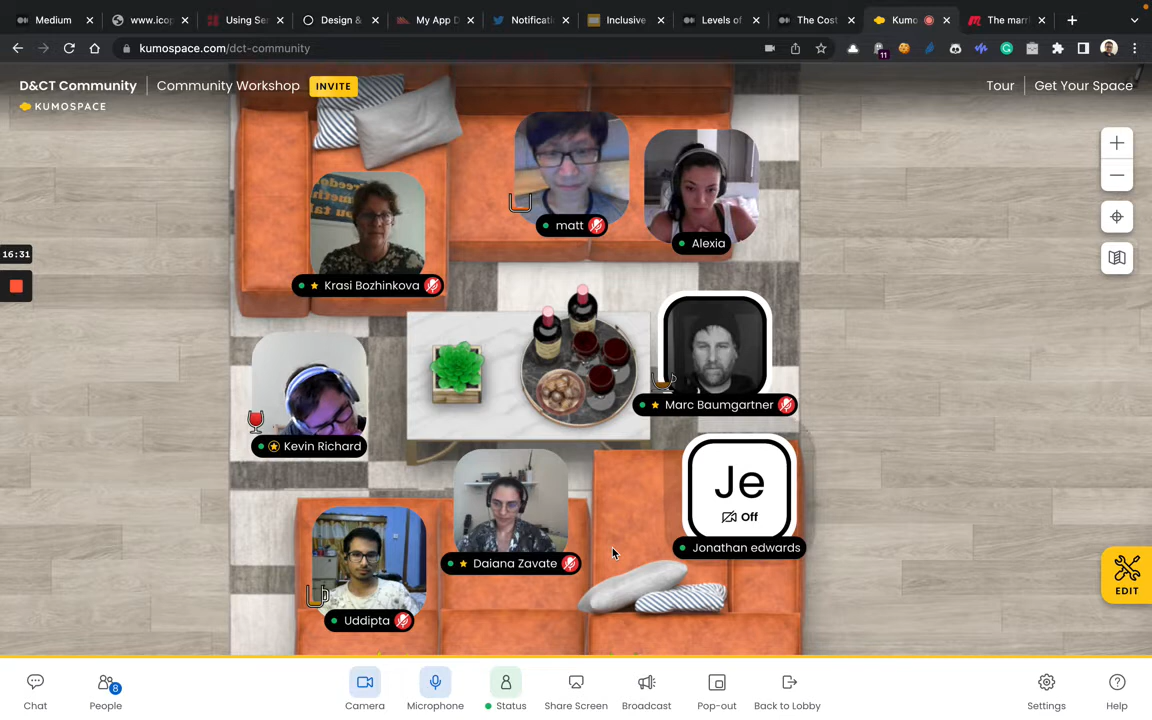 Medium
www.icop
Using Se
Design &
My App D
Notificati
Inclusive
Levels of
The Cost
Kumo
The marr
kumospace.com/dct-community
11
D&CT Community
Community Workshop
INVITE
Tour
Get Your Space
KUMOSPACE
matt
Alexia
16:31
Krasi Bozhinkova
Marc Baumgartner
Kevin Richard
Je
Off
Jonathan edwards
Daiana Zavate
EDIT
Uddipta
8
Chat
People
Camera
Microphone
Status
Share Screen
Broadcast
Pop-out
Back to Lobby
Settings
Help